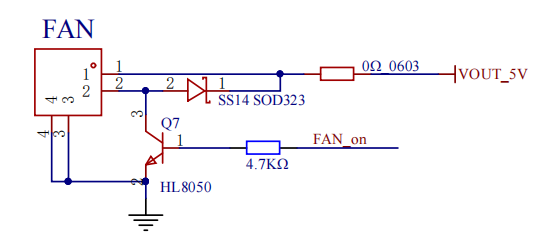 FAN
1 1
2 2
2 1
0Ω_0603
VOUT_5V
SS14 SOD323
4 3
4 3
3
Q7
1
FAN_on
4.7KΩ
2
HL8050